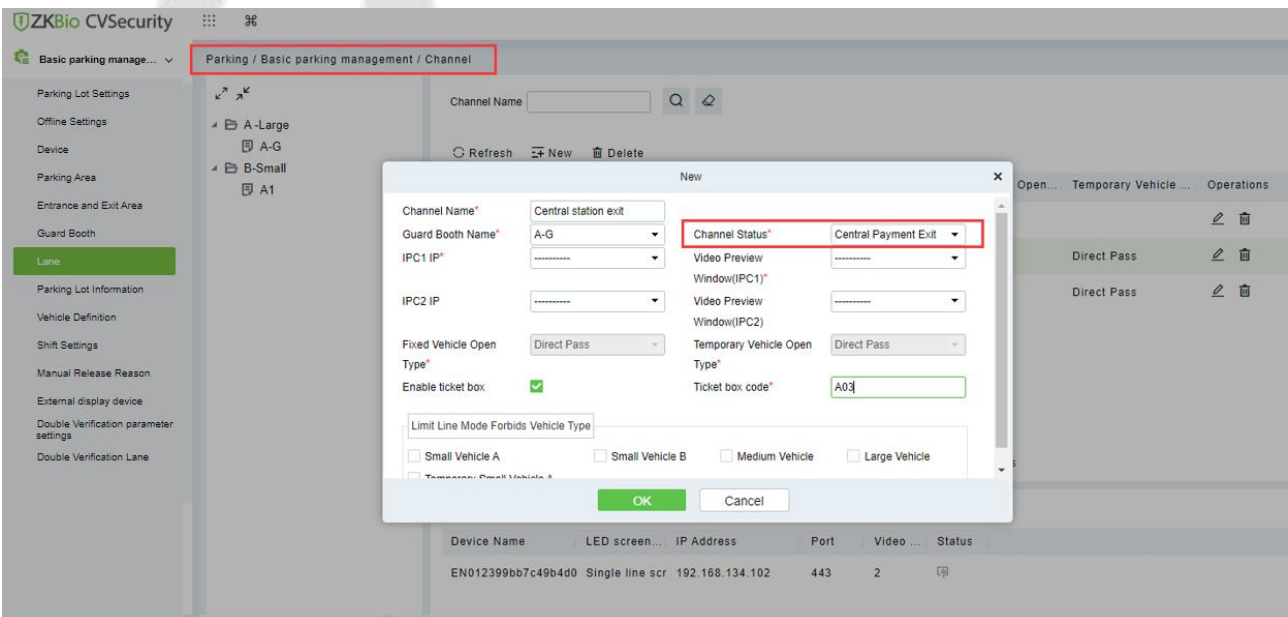 ZKBio CVSecurity
Basic parking manage...
Parking / Basic parking management / Channel
Parking Lot Settings
Offline Settings
Device
Parking Area
Entrance and Exit Area
Guard Booth
Lane
Parking Lot Information
Vehicle Definition
Shift Settings
Manual Release Reason
External display device
Double Verification parameter
settings
Double Verification Lane
A-Large
A-G
B-Small
A1
Channel Name
Refresh New Delete
Open... Temporary Vehicle ... Operations
Direct Pass
Direct Pass
New
Channel Name* Central station exit
Guard Booth Name* A-G Channel Status* Central Payment Exit
IPC1 IP* ---------- Video Preview ----------
Window(IPC1)*
IPC2 IP ---------- Video Preview ----------
Window(IPC2)
Fixed Vehicle Open Direct Pass Temporary Vehicle Open Direct Pass
Type* Type*
Enable ticket box Ticket box code* A03
Limit Line Mode Forbids Vehicle Type
Small Vehicle A Small Vehicle B Medium Vehicle Large Vehicle
Temporary Small Vehicle A
OK Cancel
Device Name LED screen... IP Address Port Video ... Status
EN012399bb7c49b4d0 Single line scr 192.168.134.102 443 2